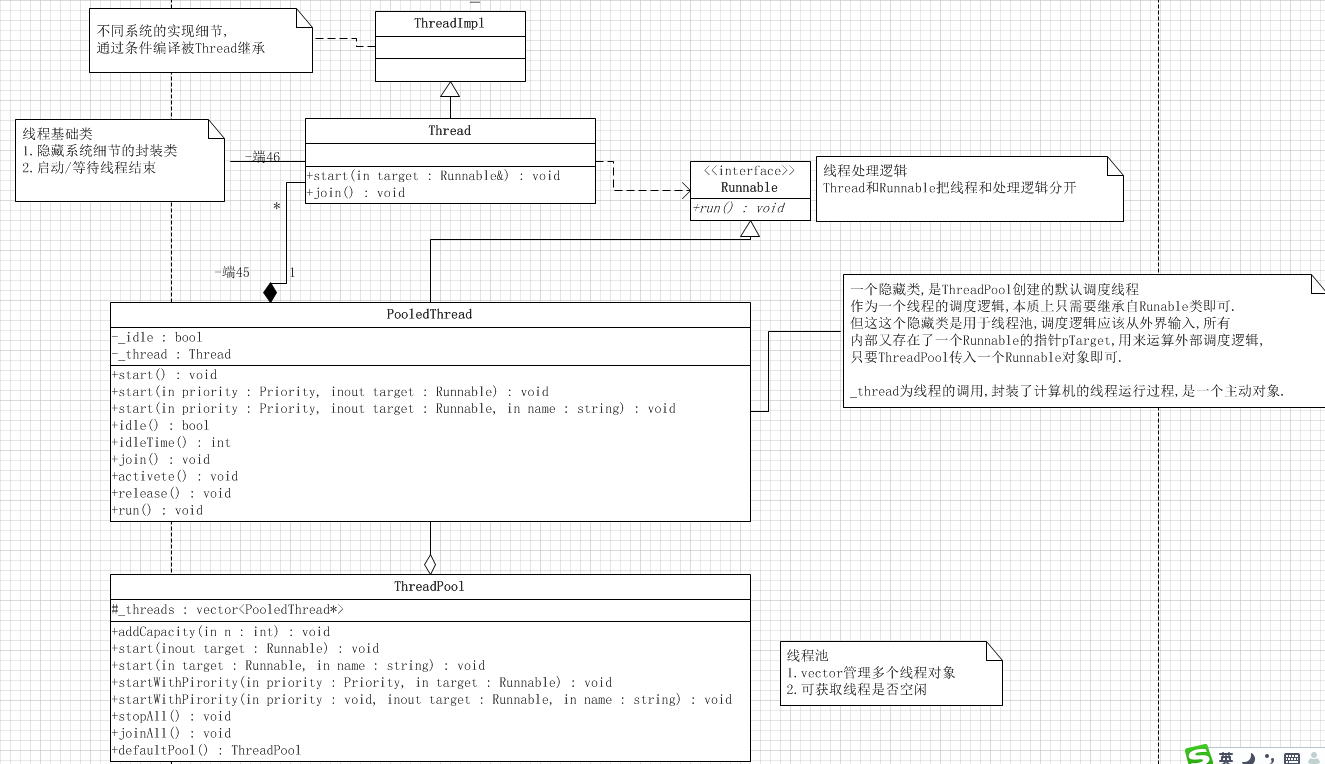 不同系统的实现细节,
通过条件编译被Thread继承
ThreadImpl
线程基础类
1.隐藏系统细节的封装类
2.启动/等待线程结束
Thread
-端46
+start(in target : Runnable&) : void
+join() : void
*
-端45
1
<<interface>>
Runnable
+run() : void
线程处理逻辑
Thread和Runnable把线程和处理逻辑分开
一个隐藏类,是ThreadPool创建的默认调度线程
作为一个线程的调度逻辑,本质上只需要继承自Runable类即可.
但这这个隐藏类是用于线程池,调度逻辑应该从外界输入,所有
内部又存在了一个Runnable的指针pTarget,用来运算外部调度逻辑,
只要ThreadPool传入一个Runnable对象即可.
_thread为线程的调用,封装了计算机的线程运行过程,是一个主动对象.
PooledThread
-_idle : bool
-_thread : Thread
+start() : void
+start(in priority : Priority, inout target : Runnable) : void
+start(in priority : Priority, inout target : Runnable, in name : string) : void
+idle() : bool
+idleTime() : int
+join() : void
+activete() : void
+release() : void
+run() : void
ThreadPool
#_threads : vector<PooledThread*>
+addCapacity(in n : int) : void
+start(inout target : Runnable) : void
+start(in target : Runnable, in name : string) : void
+startWithPirority(in priority : Priority, in target : Runnable) : void
+startWithPirority(in priority : void, inout target : Runnable, in name : string) : void
+stopAll() : void
+joinAll() : void
+defaultPool() : ThreadPool
线程池
1.vector管理多个线程对象
2.可获取线程是否空闲
英